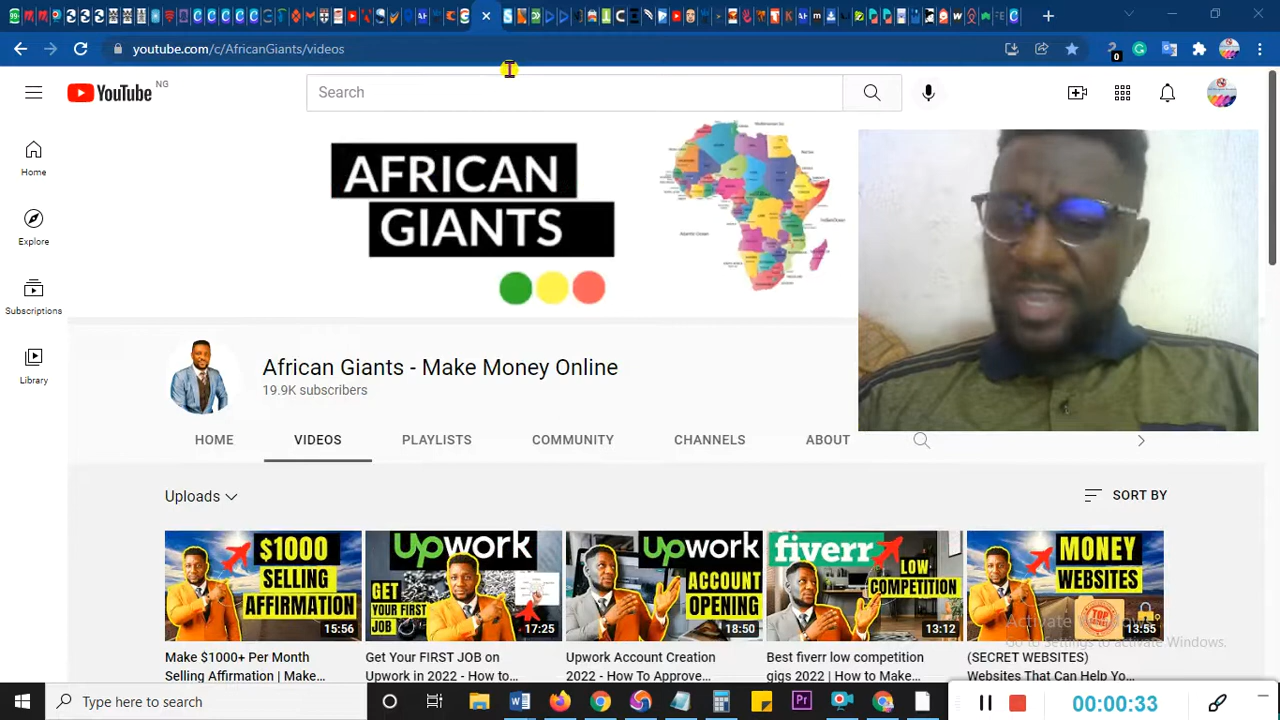 youtube.com/c/AfricanGiants/videos
0
YouTube NG
Search
AFRICAN
GIANTS
Home
Explore
Subscriptions
Library
African Giants - Make Money Online
19.9K subscribers
HOME VIDEOS PLAYLISTS COMMUNITY CHANNELS ABOUT
Uploads
SORT BY
$1000
SELLING
AFFIRMATION
15:56
Upwork
GET
YOUR FIRST
JOB
17:25
Upwork
ACCOUNT
OPENING
18:50
fiverr
LOW
COMPETITION
13:12
MONEY
WEBSITES
TOP
13:55
Activate Windows
Go to Settings to activate Windows.
Make $1000+ Per Month
Selling Affirmation | Make...
Get Your FIRST JOB on
Upwork in 2022 - How to...
Upwork Account Creation
2022 - How To Approve...
Best fiverr low competition
gigs 2022 | How to Make...
(SECRET WEBSITES)
Websites That Can Help Yo...
Type here to search
00:00:33